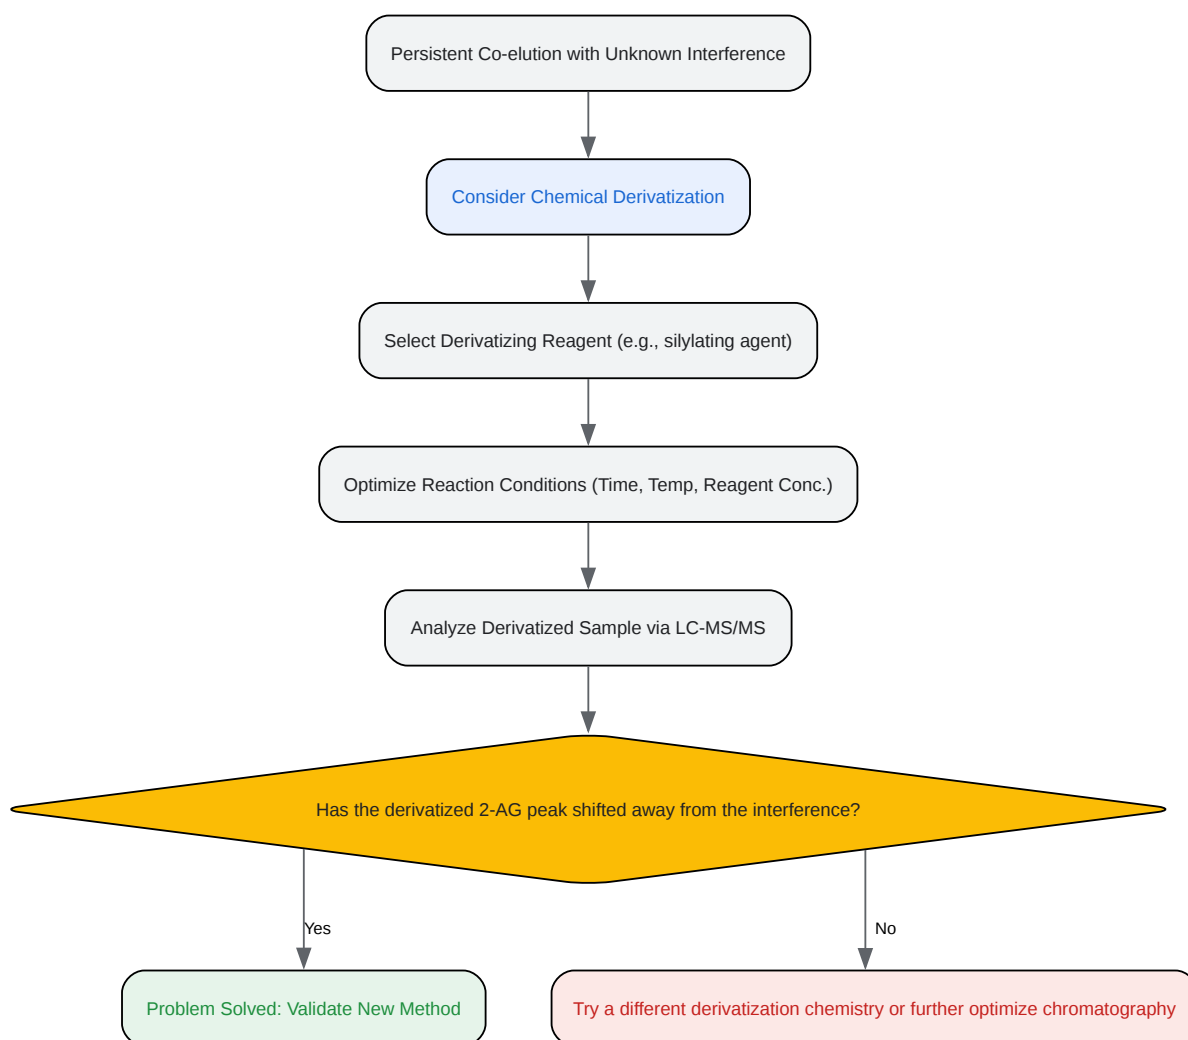 Persistent Co-elution with Unknown Interference
Consider Chemical Derivatization
Select Derivatizing Reagent (e.g., silylating agent)
Optimize Reaction Conditions (Time, Temp, Reagent Conc.)
Analyze Derivatized Sample via LC-MS/MS
Has the derivatized 2-AG peak shifted away from the interference?
Yes
No
Problem Solved: Validate New Method
Try a different derivatization chemistry or further optimize chromatography